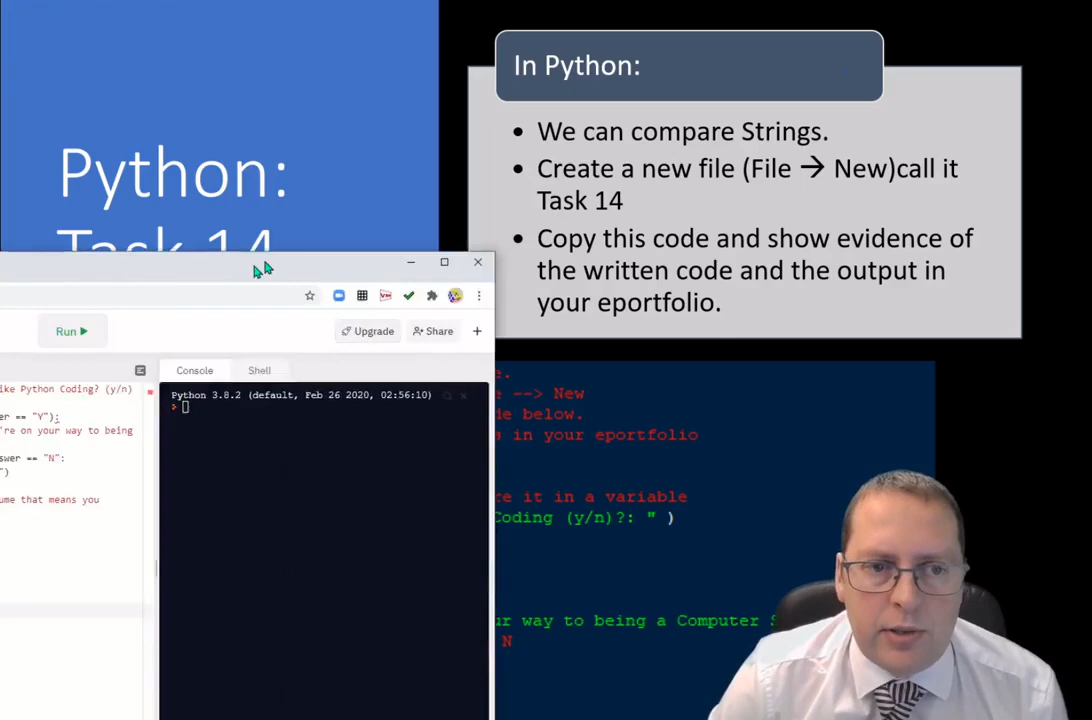 Python:
Task 14
In Python:
• We can compare Strings.
• Create a new file (File → New)call it
Task 14
• Copy this code and show evidence of
the written code and the output in
your eportfolio.
Run
Upgrade
Share
+
Console
Shell
ike Python Coding? (y/n)
er == "Y");
're on your way to being
swer == "N":
")
ume that means you
Python 3.8.2 (default, Feb 26 2020, 02:56:10)
e.
e --> New
de below.
s in your eportfolio
re it in a variable
Coding (y/n)?: " )
ur way to being a Computer S
N